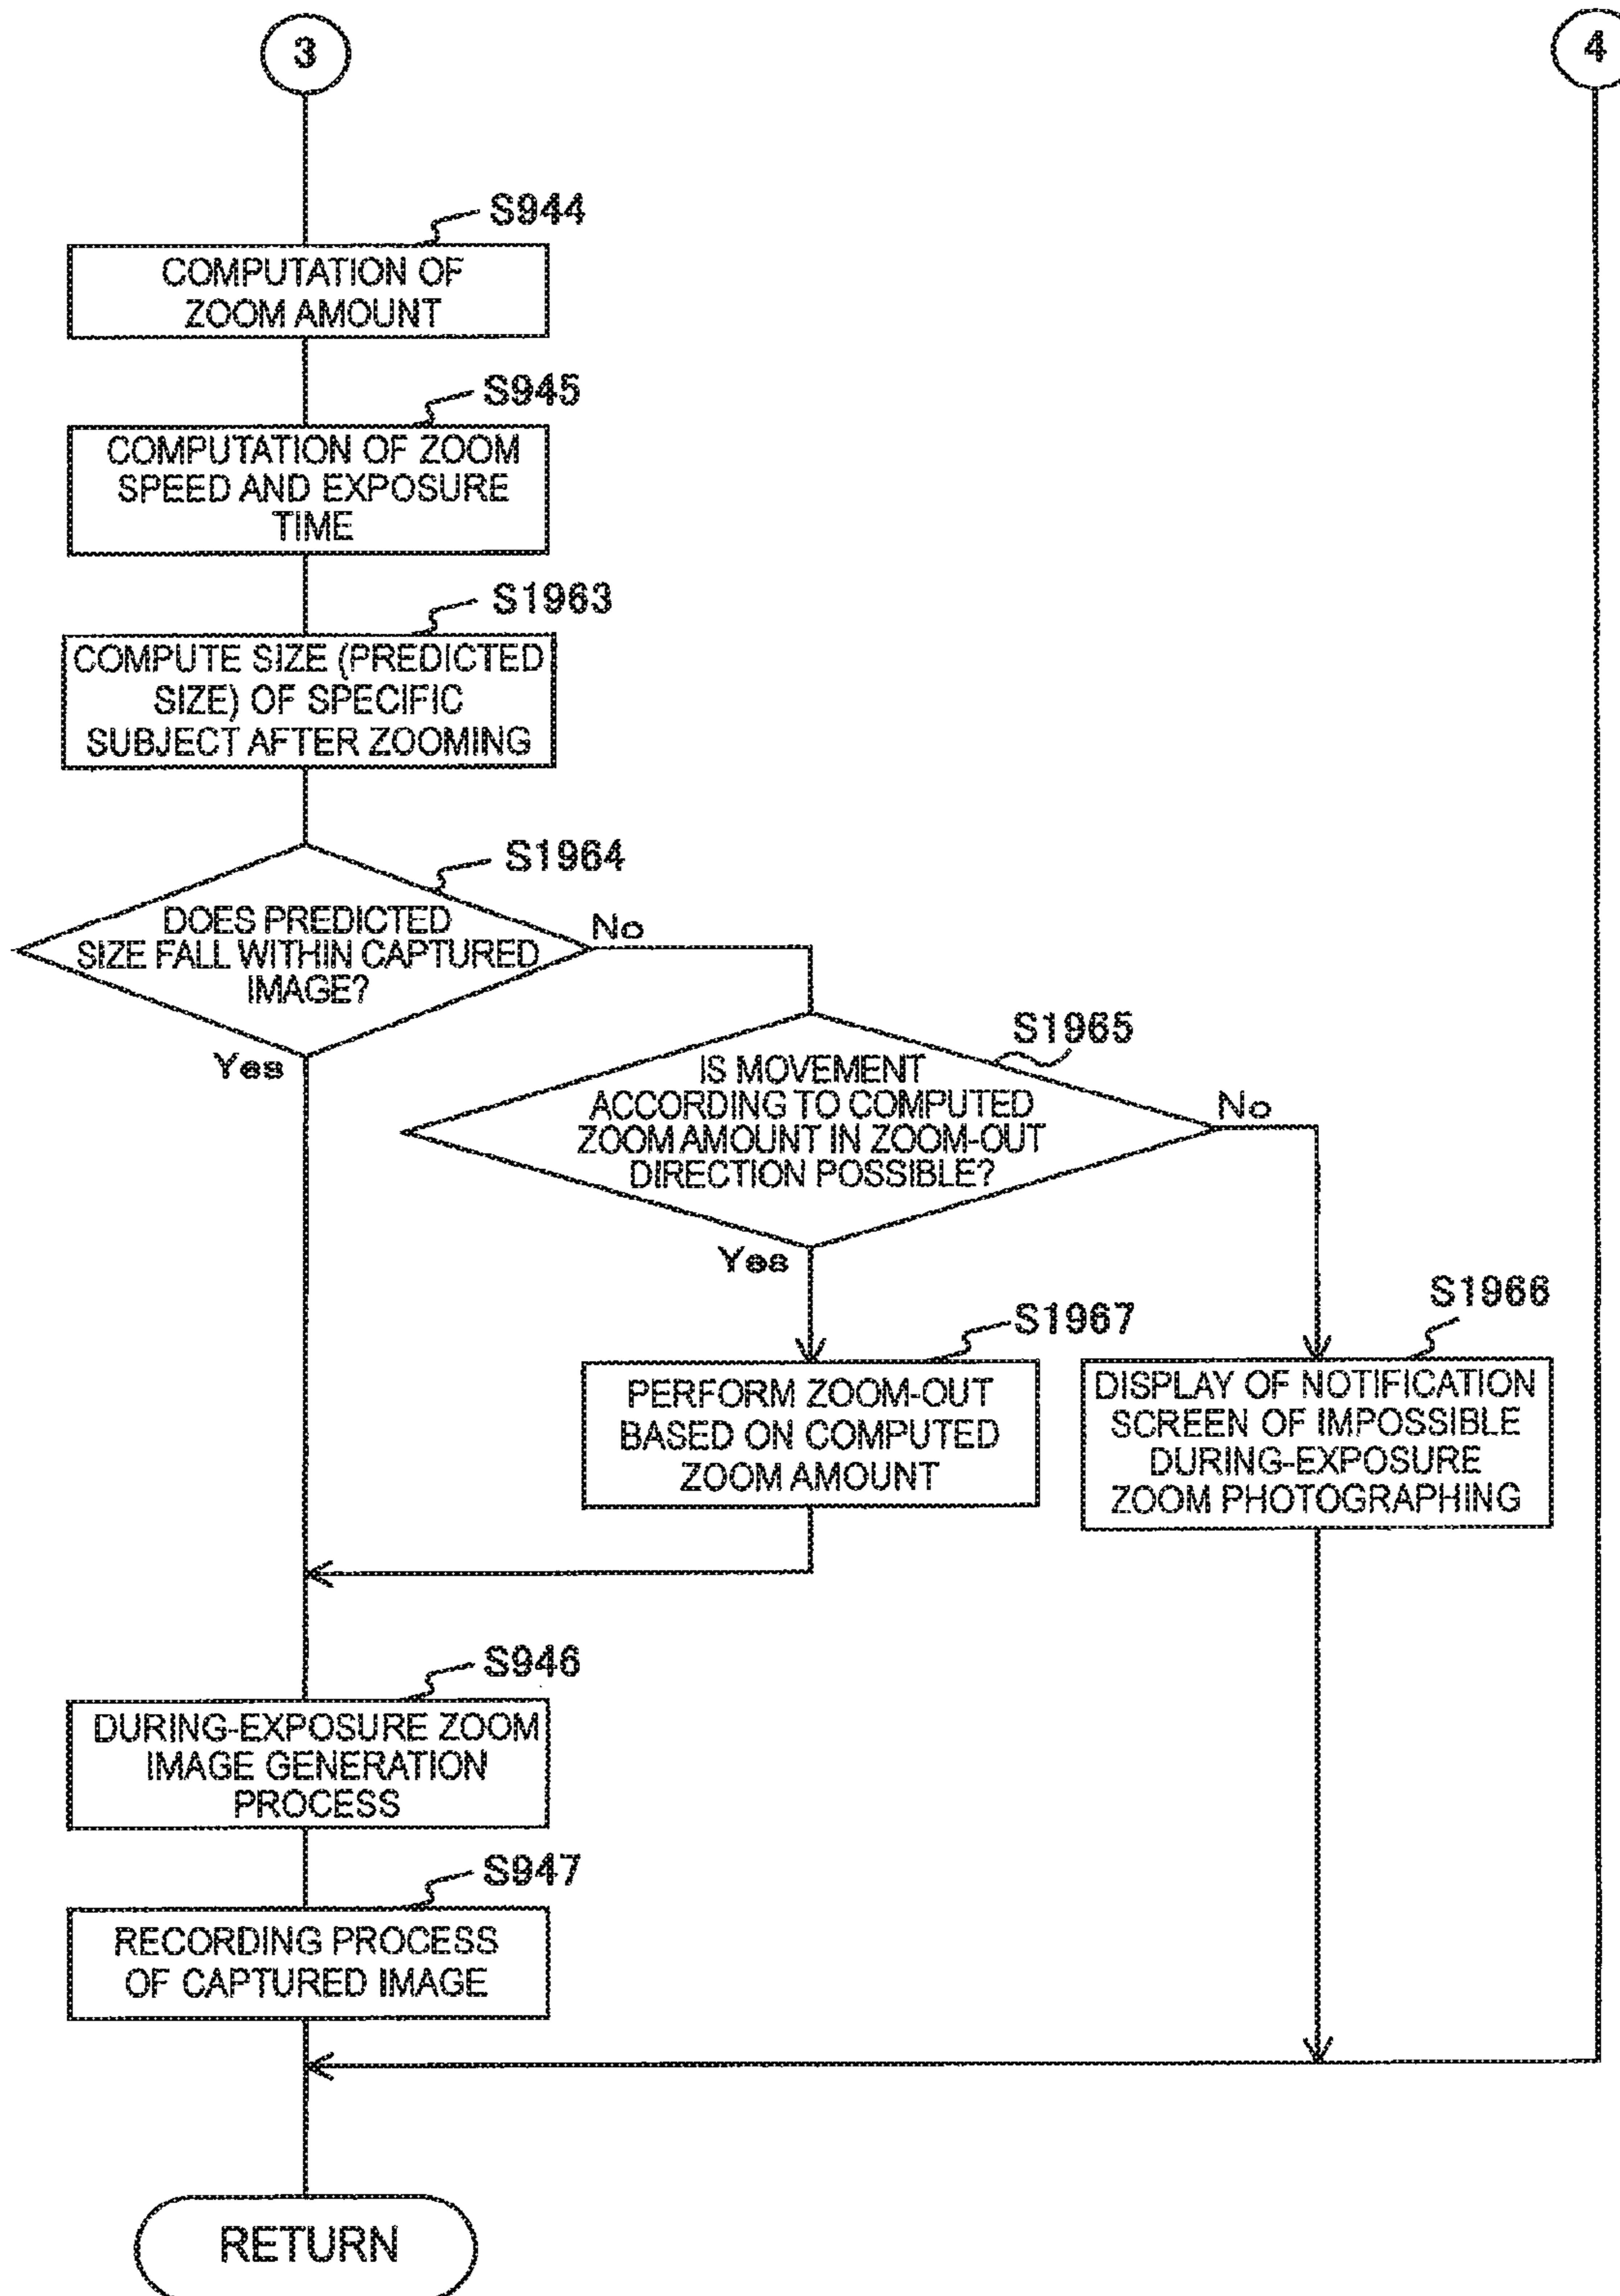 3
4
S944
COMPUTATION OF
ZOOM AMOUNT
S945
COMPUTATION OF ZOOM
SPEED AND EXPOSURE
TIME
S1963
COMPUTE SIZE (PREDICTED
SIZE) OF SPECIFIC
SUBJECT AFTER ZOOMING
S1964
DOES PREDICTED
SIZE FALL WITHIN CAPTURED
IMAGE?
No
Yes
S1965
IS MOVEMENT
ACCORDING TO COMPUTED
ZOOM AMOUNT IN ZOOM-OUT
DIRECTION POSSIBLE?
No
Yes
S1967
PERFORM ZOOM-OUT
BASED ON COMPUTED
ZOOM AMOUNT
S1966
DISPLAY OF NOTIFICATION
SCREEN OF IMPOSSIBLE
DURING-EXPOSURE
ZOOM PHOTOGRAPHING
S946
DURING-EXPOSURE ZOOM
IMAGE GENERATION
PROCESS
S947
RECORDING PROCESS
OF CAPTURED IMAGE
RETURN